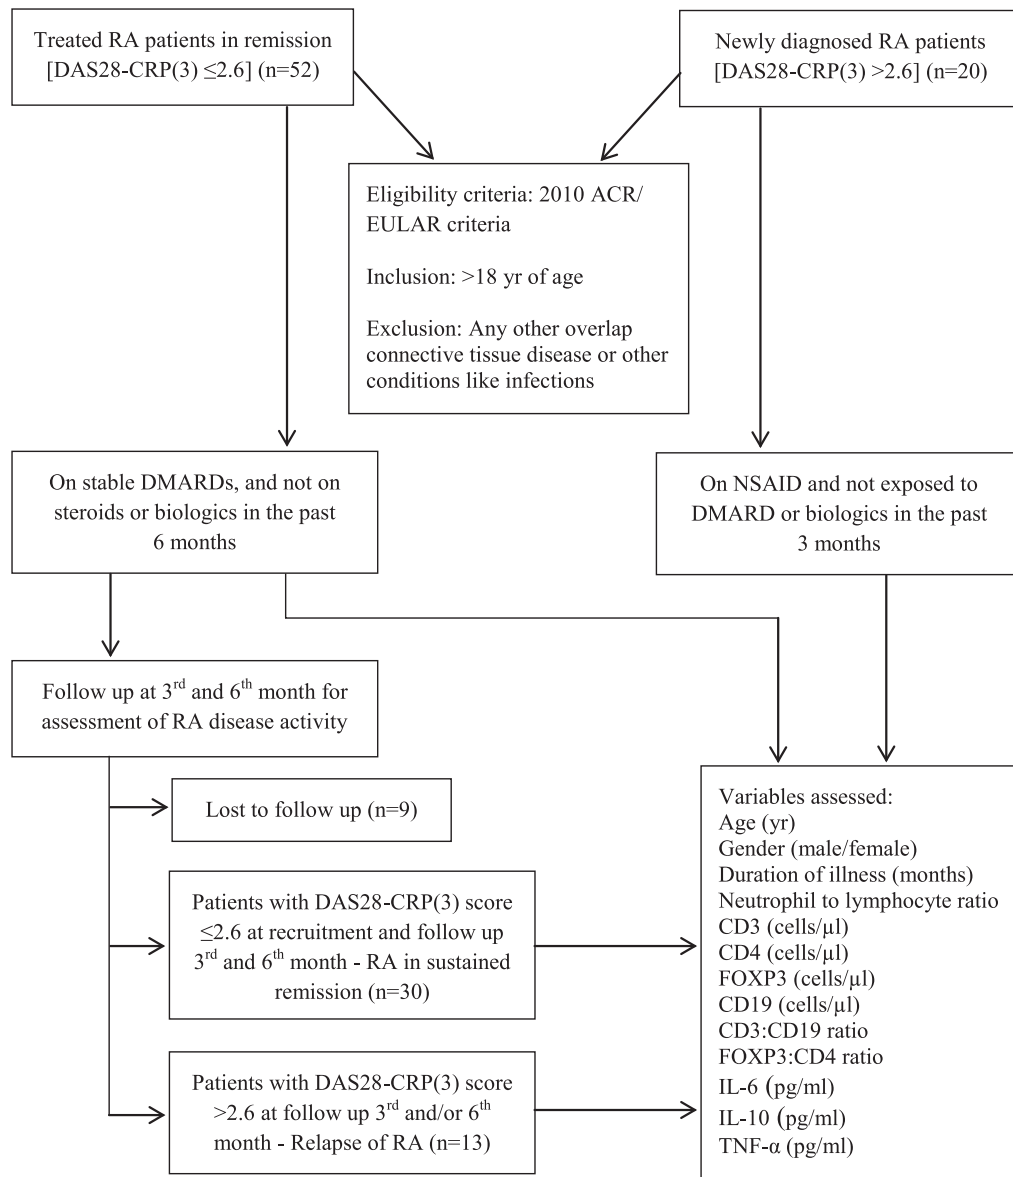 Treated RA patients in remission
[DAS28-CRP(3) ≤2.6] (n=52)
Newly diagnosed RA patients
[DAS28-CRP(3) >2.6] (n=20)
Eligibility criteria: 2010 ACR/
EULAR criteria
Inclusion: >18 yr of age
Exclusion: Any other overlap
connective tissue disease or other
conditions like infections
On stable DMARDs, and not on
steroids or biologics in the past
6 months
On NSAID and not exposed to
DMARD or biologics in the past
3 months
Follow up at 3rd and 6th month for
assessment of RA disease activity
Lost to follow up (n=9)
Patients with DAS28-CRP(3) score
≤2.6 at recruitment and follow up
3rd and 6th month - RA in sustained
remission (n=30)
Patients with DAS28-CRP(3) score
>2.6 at follow up 3rd and/or 6th
month - Relapse of RA (n=13)
Variables assessed:
Age (yr)
Gender (male/female)
Duration of illness (months)
Neutrophil to lymphocyte ratio
CD3 (cells/µl)
CD4 (cells/µl)
FOXP3 (cells/µl)
CD19 (cells/µl)
CD3:CD19 ratio
FOXP3:CD4 ratio
IL-6 (pg/ml)
IL-10 (pg/ml)
TNF-α (pg/ml)